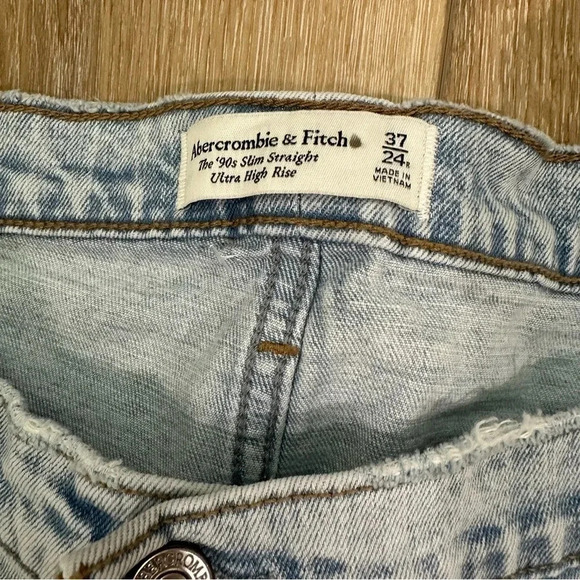 Abercrombie & Fitch
The '90s Slim Straight
Ultra High Rise
37
24R
MADE IN
VIETNAM